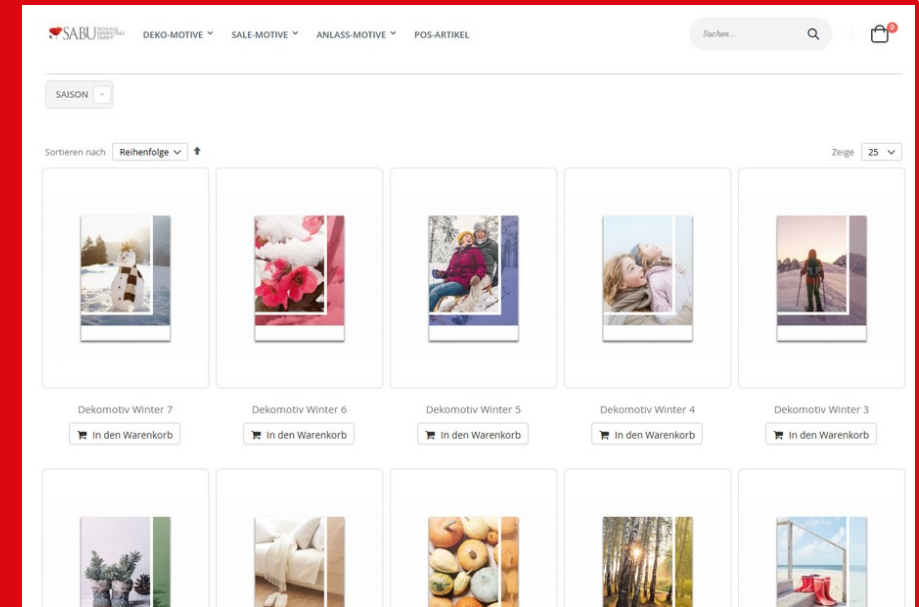 SABU
DEKO-MOTIVE SALE-MOTIVE ANLASS-MOTIVE POS-ARTIKEL
Suchen...
0
SAISON
Sortieren nach Reihenfolge
Zeige 25
Dekomotiv Winter 7 Dekomotiv Winter 6 Dekomotiv Winter 5 Dekomotiv Winter 4 Dekomotiv Winter 3
In den Warenkorb In den Warenkorb In den Warenkorb In den Warenkorb In den Warenkorb